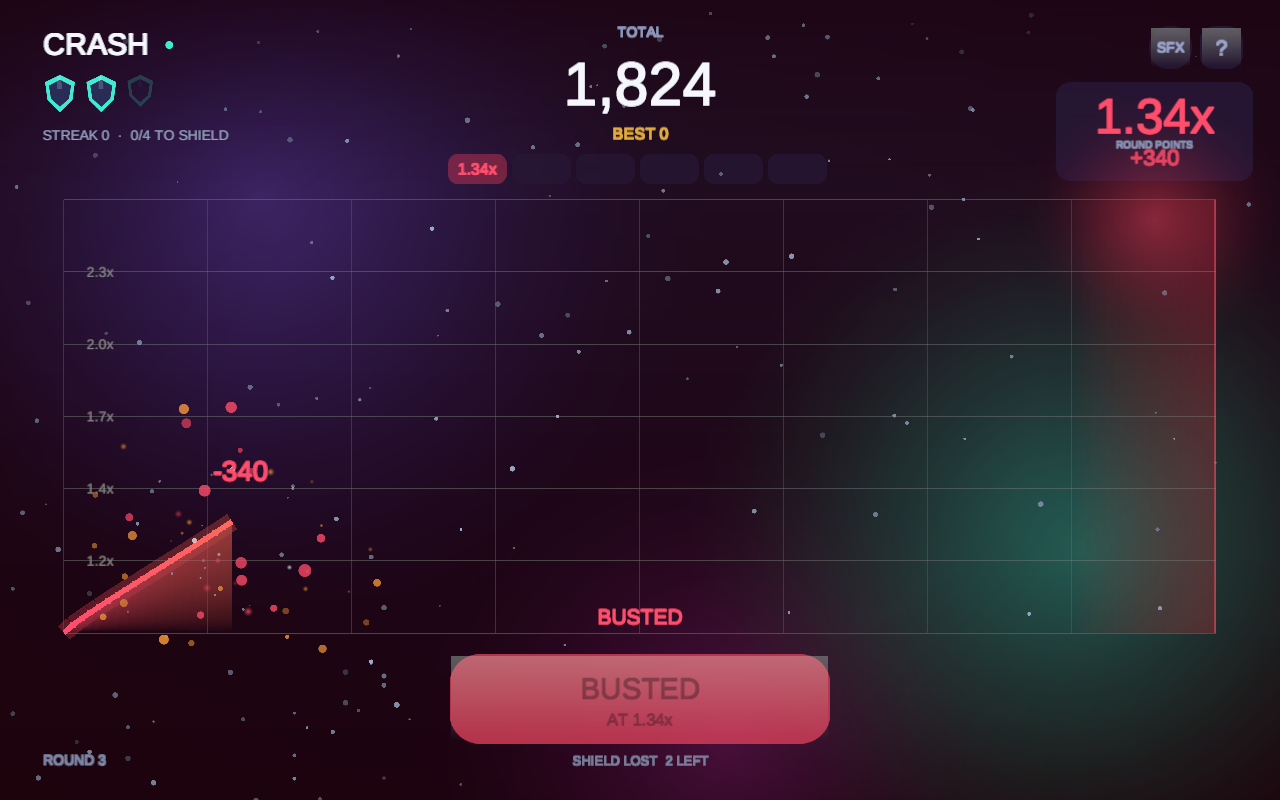 CRASH
TOTAL
SFX
?
1,824
1.34x
ROUND POINTS
+340
STREAK 0 · 0/4 TO SHIELD
BEST 0
1.34x
2.3x
2.0x
1.7x
1.4x
1.2x
-340
BUSTED
BUSTED
AT 1.34x
ROUND 3
SHIELD LOST 2 LEFT